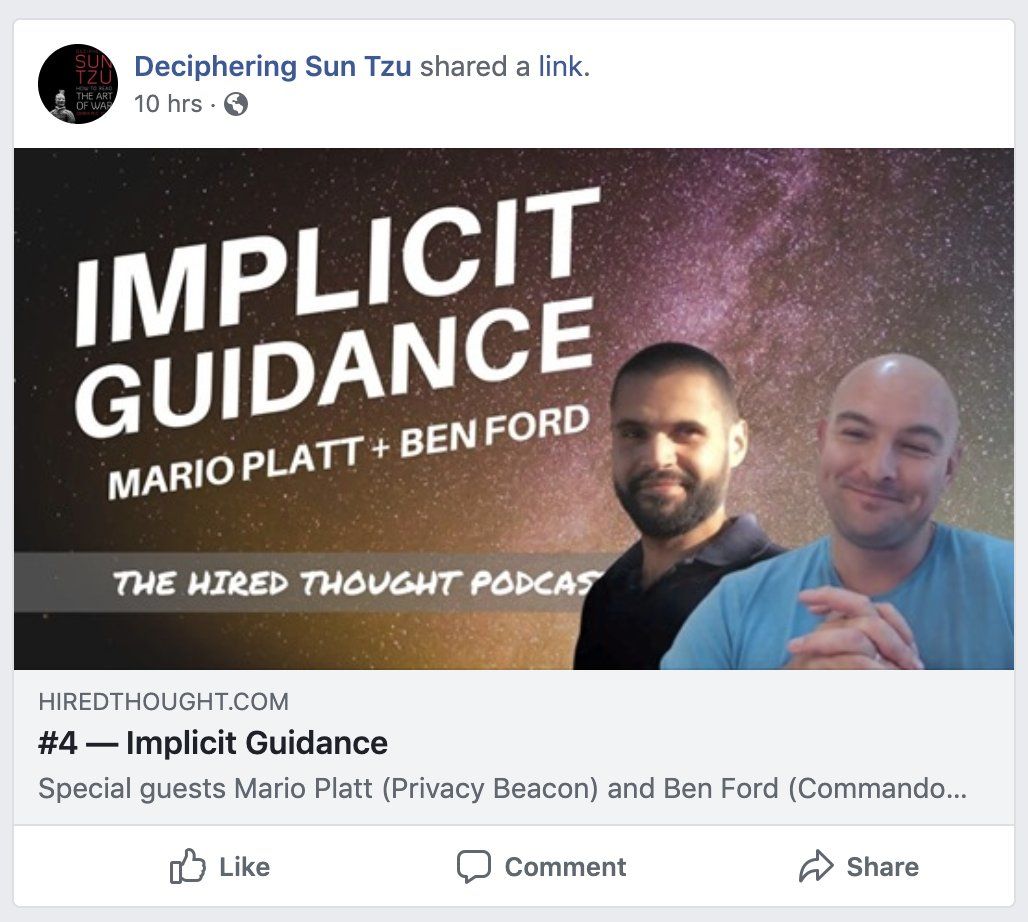 SUN
TZU
HOW TO READ
THE ART
OF WAR
Deciphering Sun Tzu shared a link.
10 hrs ·
IMPLICIT
GUIDANCE
MARIO PLATT + BEN FORD
THE HIRED THOUGHT PODCAS
HIREDTHOUGHT.COM
#4 — Implicit Guidance
Special guests Mario Platt (Privacy Beacon) and Ben Ford (Commando...
Like
Comment
Share